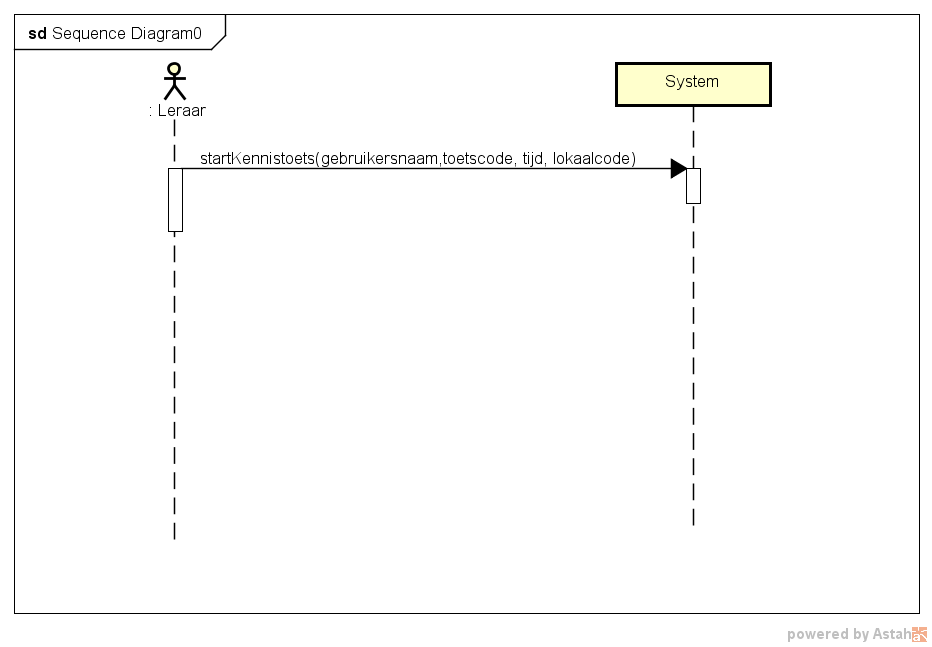 sd Sequence Diagram0
: Leraar
System
startKennistoets(gebruikersnaam,toetscode, tijd, lokaalcode)
powered by Astah